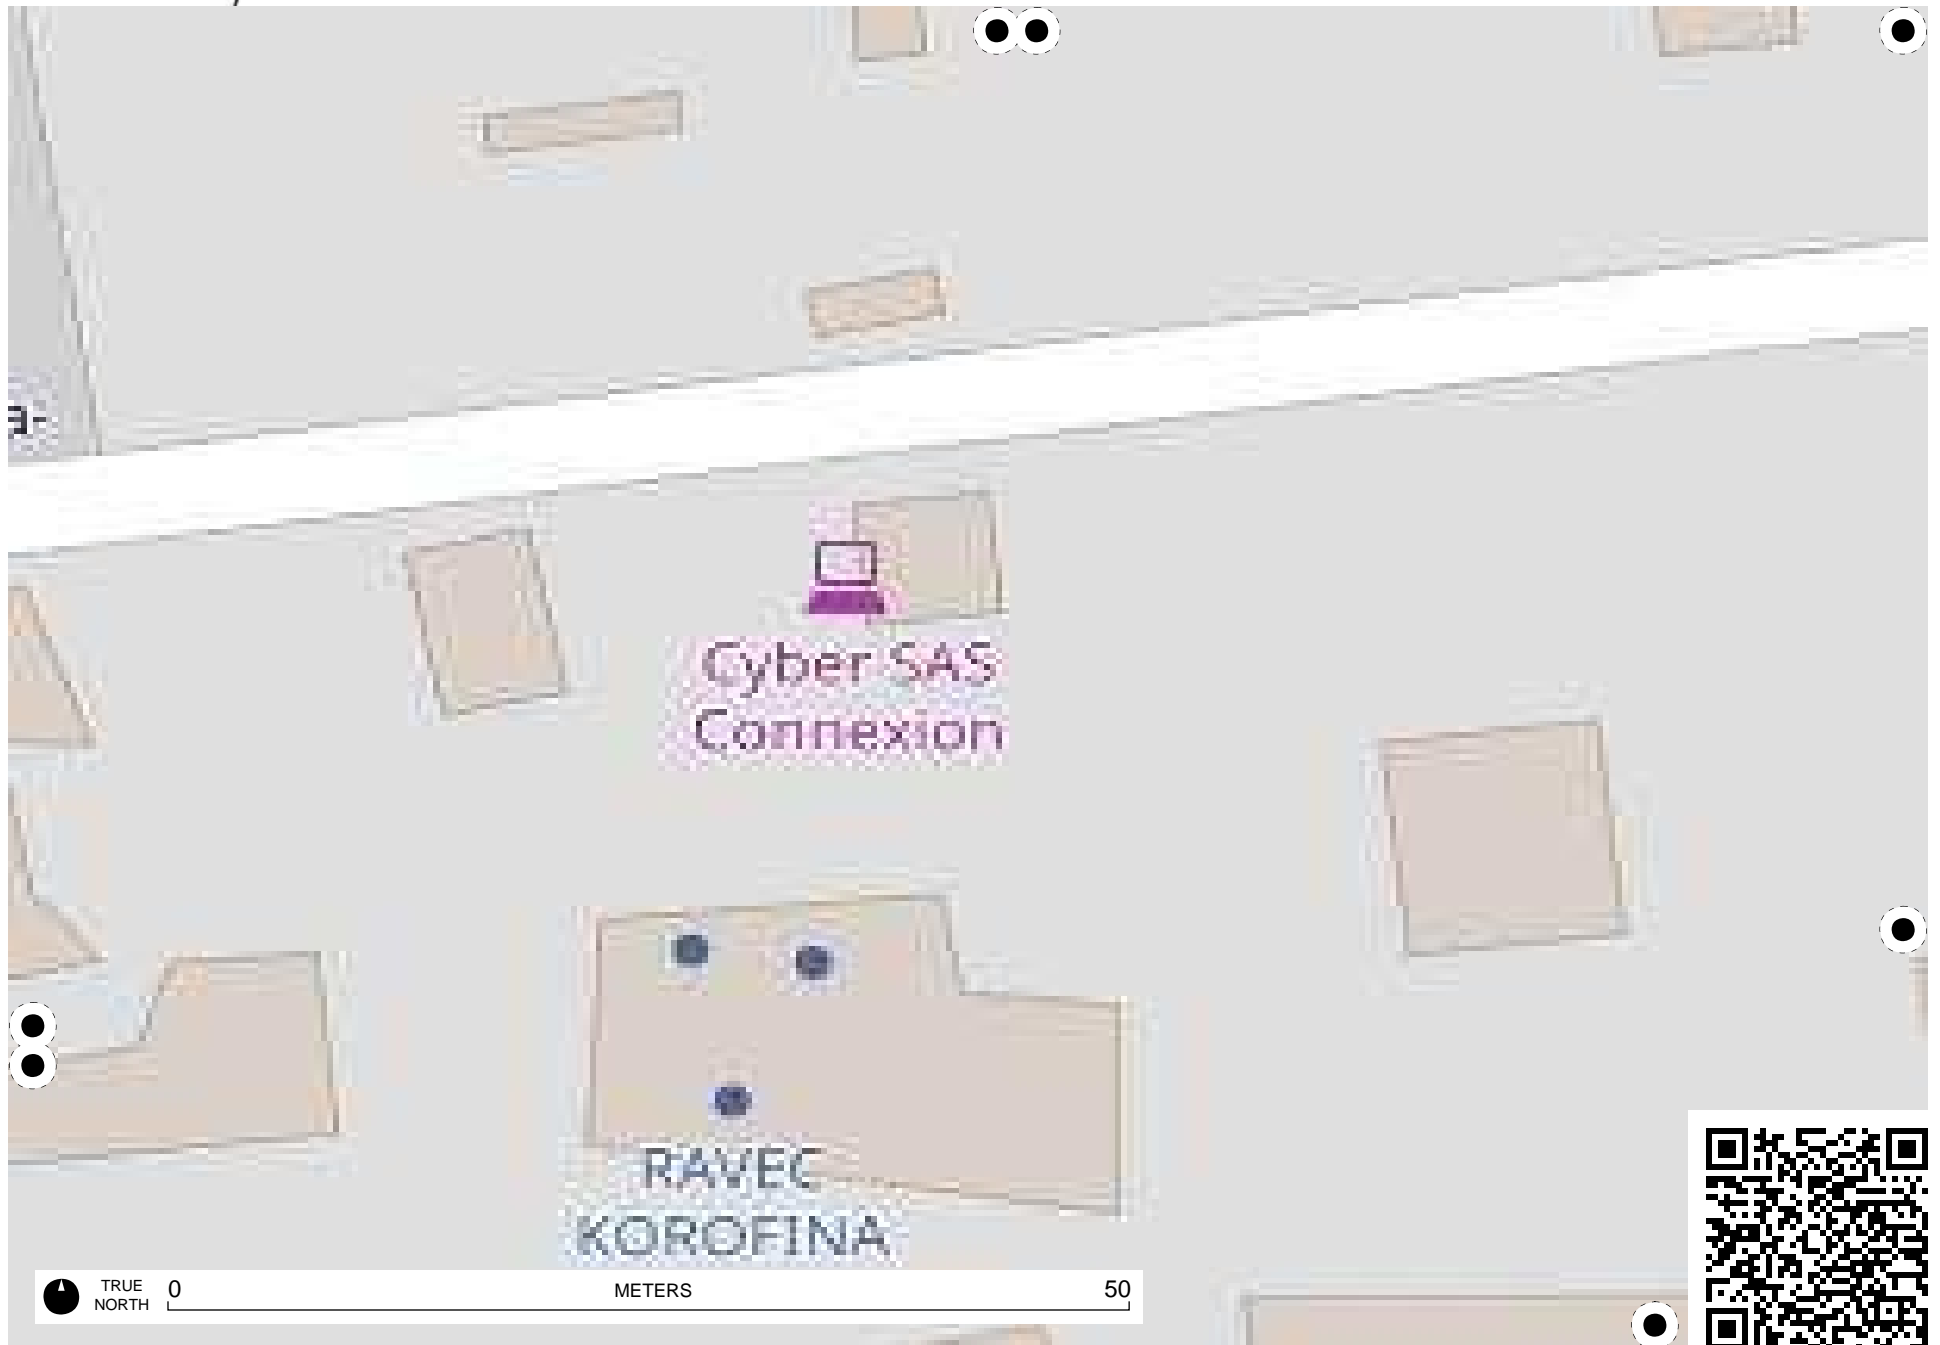 a-
Cyber SAS
Connexion
RAVEC
KOROFINA
TRUE
NORTH
0
METERS
50